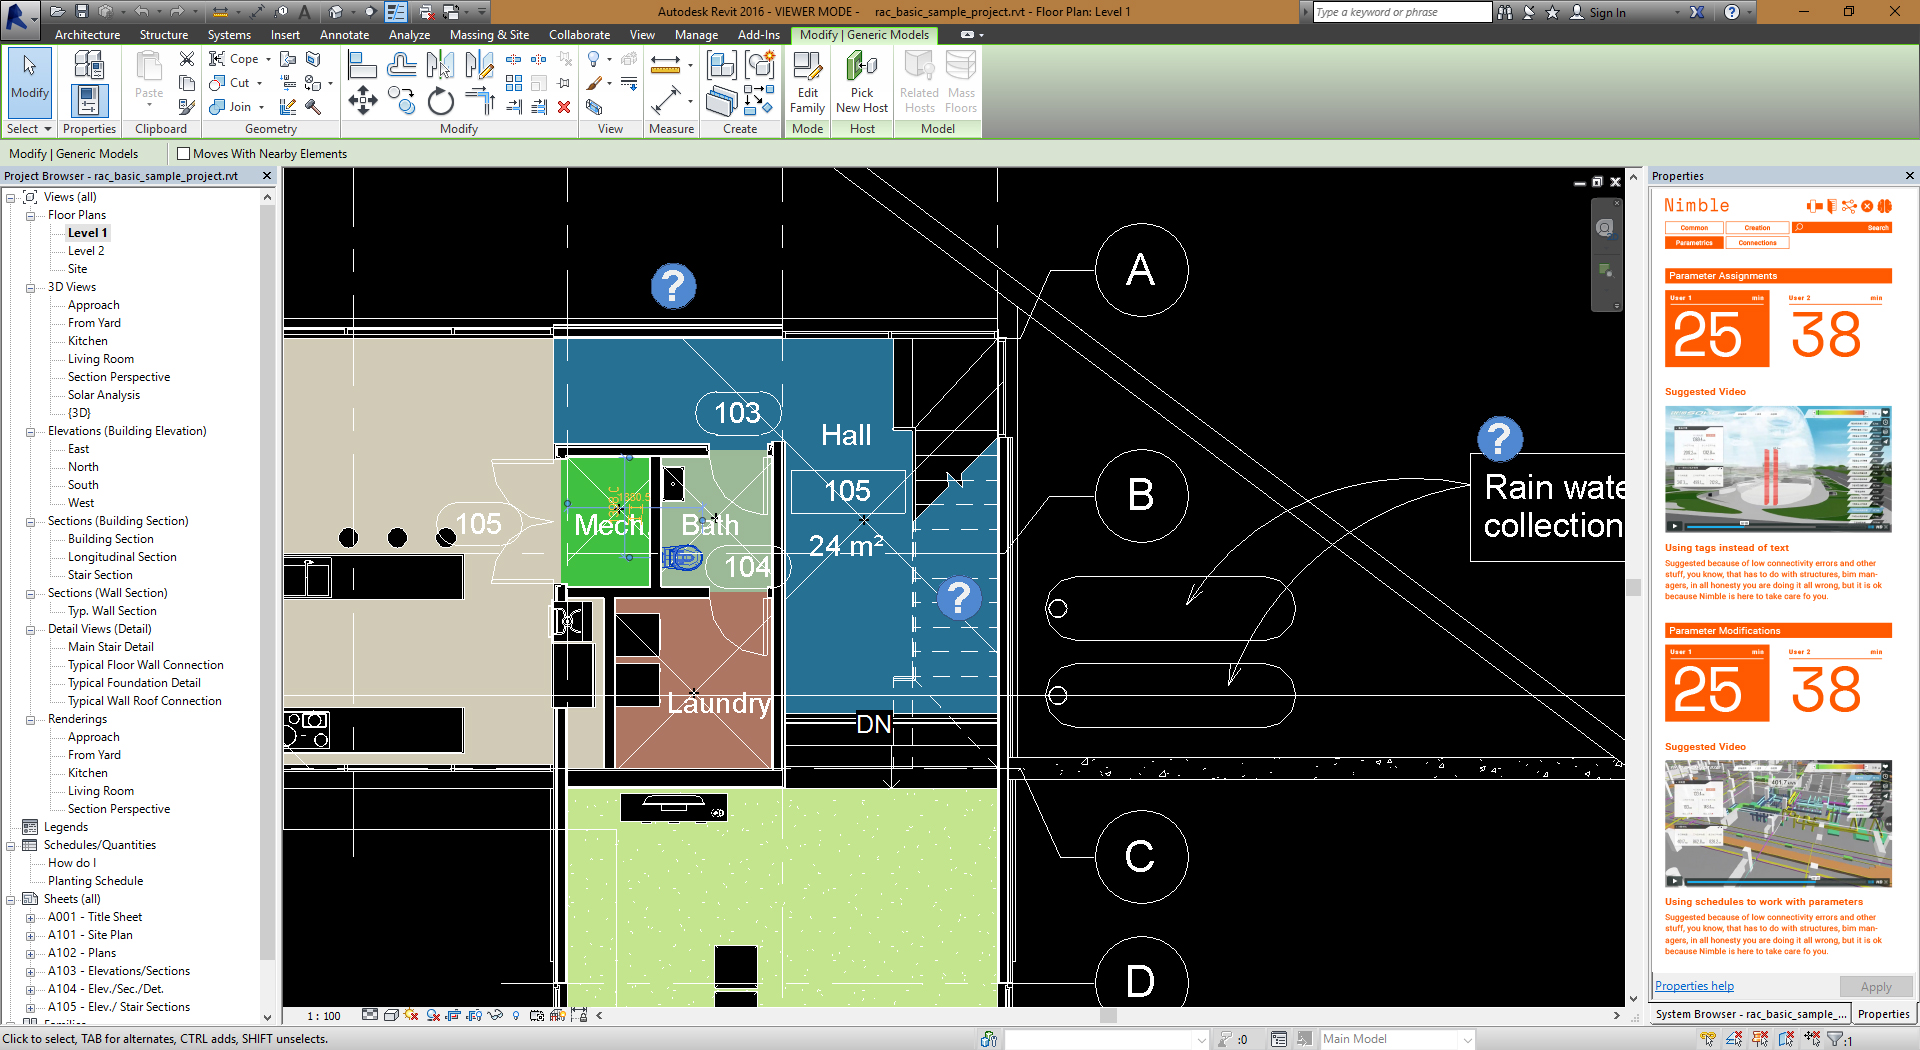 Autodesk Revit 2016 - VIEWER MODE - rac_basic_sample_project.rvt - Floor Plan: Level 1
Type a keyword or phrase
Sign In
Architecture Structure Systems Insert Annotate Analyze Massing & Site Collaborate View Manage Add-Ins Modify | Generic Models
Modify
Paste
Cope
Cut
Join
Edit Family
Pick New Host
Related Hosts
Mass Floors
Select Properties Clipboard Geometry Modify View Measure Create Mode Host Model
Modify | Generic Models
Moves With Nearby Elements
Project Browser - rac_basic_sample_project.rvt
Views (all)
Floor Plans
Level 1
Level 2
Site
3D Views
Approach
From Yard
Kitchen
Living Room
Section Perspective
Solar Analysis
{3D}
Elevations (Building Elevation)
East
North
South
West
Sections (Building Section)
Building Section
Longitudinal Section
Stair Section
Sections (Wall Section)
Typ. Wall Section
Detail Views (Detail)
Main Stair Detail
Typical Floor Wall Connection
Typical Foundation Detail
Typical Wall Roof Connection
Renderings
Approach
From Yard
Kitchen
Living Room
Section Perspective
Legends
Schedules/Quantities
How do I
Planting Schedule
Sheets (all)
A001 - Title Sheet
A101 - Site Plan
A102 - Plans
A103 - Elevations/Sections
A104 - Elev./Sec./Det.
A105 - Elev./ Stair Sections
?
A
103
Hall
?
B
105
Rain wate
collection
105
Mech
Bath
24 m²
104
?
Laundry
DN
C
D
1 : 100
Properties
Nimble
Common
Creation
Search
Parametrics
Connections
Parameter Assignments
User 1 min
User 2 min
25
38
Suggested Video
Using tags instead of text
Suggested because of low connectivity errors and other
stuff, you know, that has to do with structures, bim man-
agers, in all honesty you are doing it all wrong, but it is ok
because Nimble is here to take care fo you.
Parameter Modifications
User 1 min
User 2 min
25
38
Suggested Video
Using schedules to work with parameters
Suggested because of low connectivity errors and other
stuff, you know, that has to do with structures, bim man-
agers, in all honesty you are doing it all wrong, but it is ok
because Nimble is here to take care fo you.
Properties help
Apply
System Browser - rac_basic_sample_...
Properties
Click to select, TAB for alternates, CTRL adds, SHIFT unselects.
:0
Main Model
:1